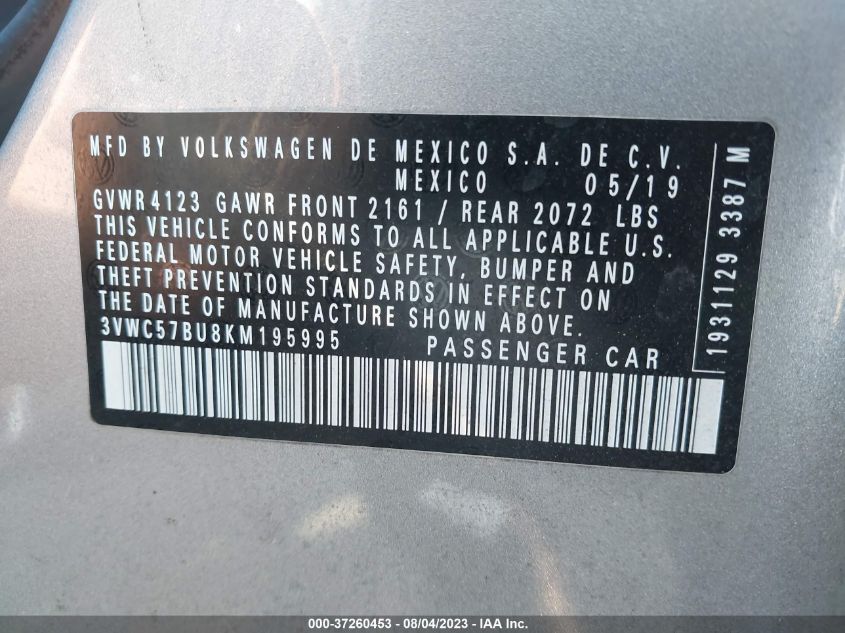 MFD BY VOLKSWAGEN DE MEXICO S.A. DE C.V.
MEXICO 05/19
GVWR 4123 GAWR FRONT 2161 / REAR 2072 LBS
THIS VEHICLE CONFORMS TO ALL APPLICABLE U.S.
FEDERAL MOTOR VEHICLE SAFETY, BUMPER AND
THEFT PREVENTION STANDARDS IN EFFECT ON
THE DATE OF MANUFACTURE SHOWN ABOVE.
3VWC57BU8KM195995 PASSENGER CAR
1931129 3387 M
000-37260453 - 08/04/2023 - IAA Inc.